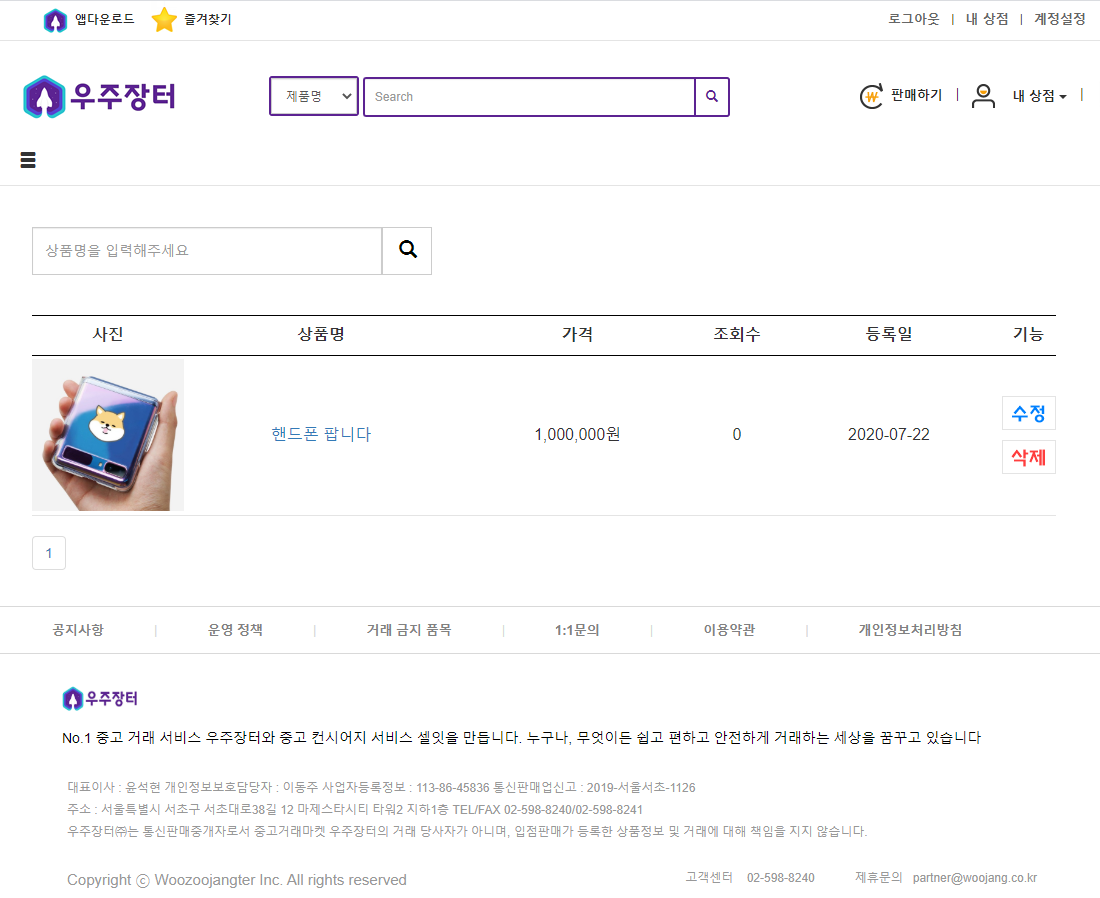 앱다운로드 즐겨찾기 로그아웃 | 내 상점 | 계정설정
우주장터 제품명 Search 판매하기 | 내 상점 |
상품명을 입력해주세요
사진 상품명 가격 조회수 등록일 기능
핸드폰 팝니다 1,000,000원 0 2020-07-22 수정
삭제
1
공지사항 | 운영 정책 | 거래 금지 품목 | 1:1문의 | 이용약관 | 개인정보처리방침
우주장터
No.1 중고 거래 서비스 우주장터와 중고 컨시어지 서비스 셀잇을 만듭니다. 누구나, 무엇이든 쉽고 편하고 안전하게 거래하는 세상을 꿈꾸고 있습니다
대표이사 : 윤석현 개인정보보호담당자 : 이동주 사업자등록정보 : 113-86-45836 통신판매업신고 : 2019-서울서초-1126
주소 : 서울특별시 서초구 서초대로38길 12 마제스타시티 타워2 지하1층 TEL/FAX 02-598-8240/02-598-8241
우주장터㈜는 통신판매중개자로서 중고거래마켓 우주장터의 거래 당사자가 아니며, 입점판매가 등록한 상품정보 및 거래에 대해 책임을 지지 않습니다.
Copyright ⓒ Woozoojangter Inc. All rights reserved 고객센터 02-598-8240 제휴문의 partner@woojang.co.kr